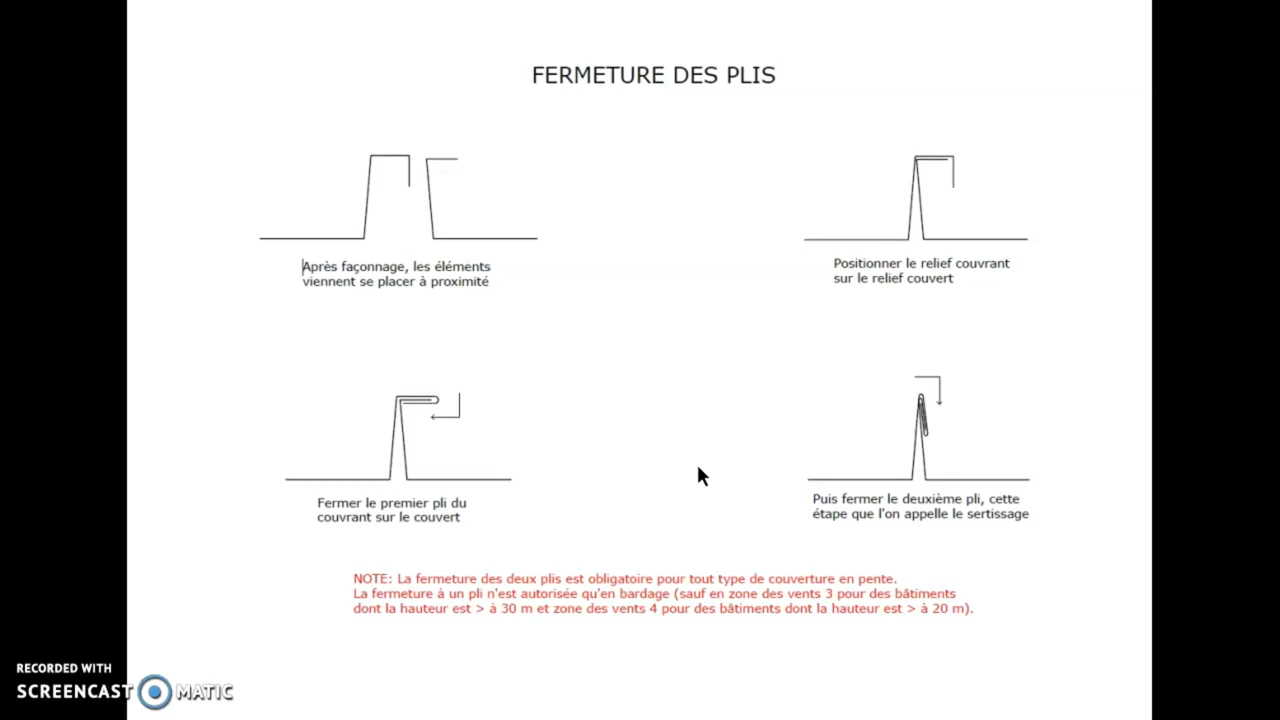 FERMETURE DES PLIS
Après façonnage, les éléments
viennent se placer à proximité
Positionner le relief couvrant
sur le relief couvert
Fermer le premier pli du
couvrant sur le couvert
Puis fermer le deuxième pli, cette
étape que l'on appelle le sertissage
NOTE: La fermeture des deux plis est obligatoire pour tout type de couverture en pente.
La fermeture à un pli n'est autorisée qu'en bardage (sauf en zone des vents 3 pour des bâtiments
dont la hauteur est > à 30 m et zone des vents 4 pour des bâtiments dont la hauteur est > à 20 m).
RECORDED WITH
SCREENCAST MATIC